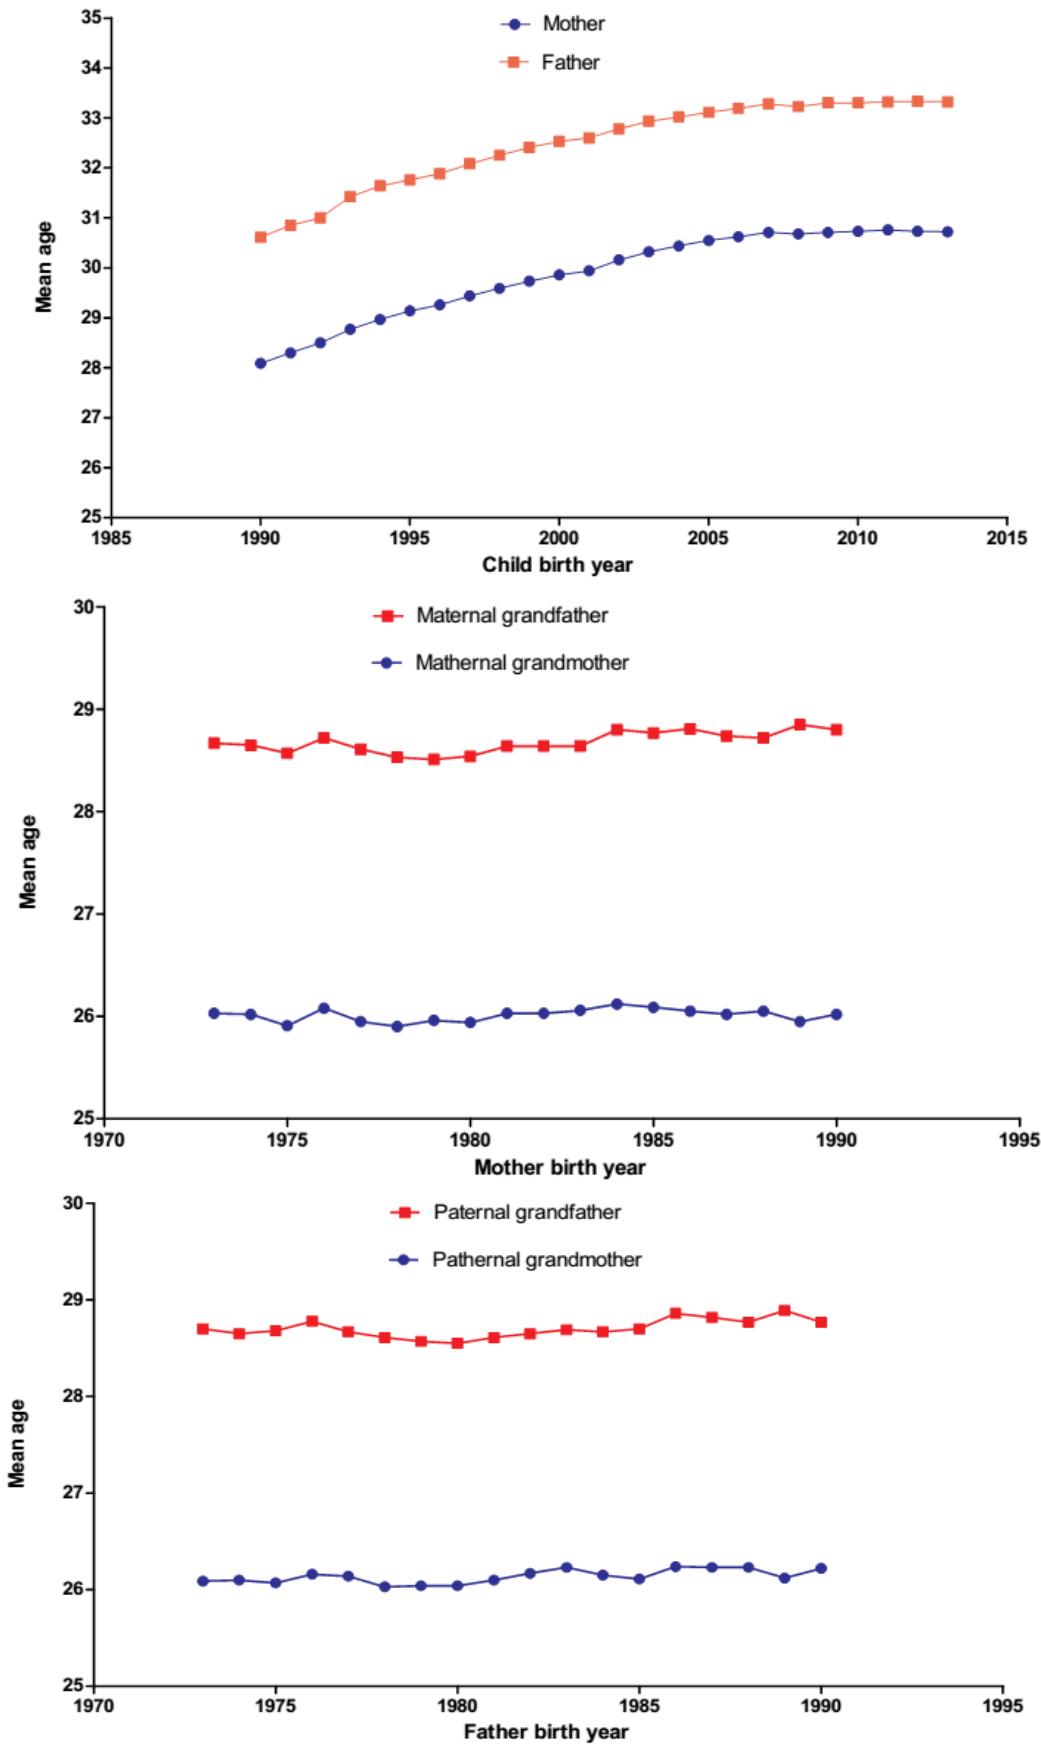 Mother
Father
35
34
33
32
31
30
29
28
27
26
25
Mean age
1985 1990 1995 2000 2005 2010 2015
Child birth year
Maternal grandfather
Mathernal grandmother
30
29
28
27
26
25
Mean age
1970 1975 1980 1985 1990 1995
Mother birth year
Paternal grandfather
Pathernal grandmother
30
29
28
27
26
25
Mean age
1970 1975 1980 1985 1990 1995
Father birth year